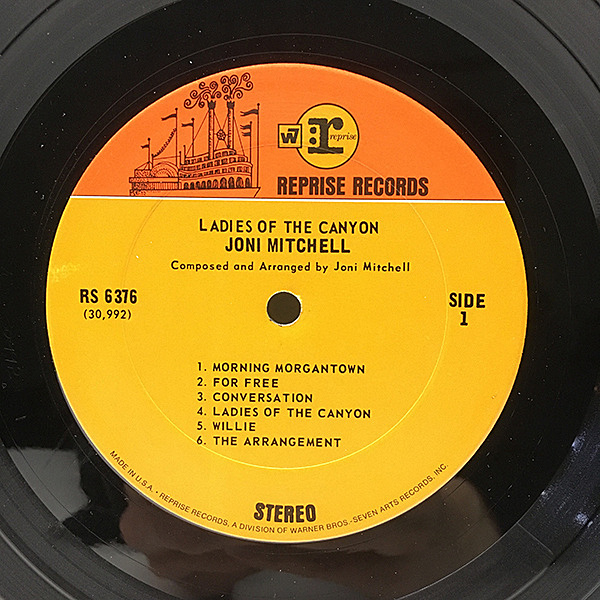 W7
r
reprise
REPRISE RECORDS
LADIES OF THE CANYON
JONI MITCHELL
Composed and Arranged by Joni Mitchell
RS 6376
(30,992)
SIDE
1
1. MORNING MORGANTOWN
2. FOR FREE
3. CONVERSATION
4. LADIES OF THE CANYON
5. WILLIE
6. THE ARRANGEMENT
STEREO
MADE IN U.S.A. • REPRISE RECORDS, A DIVISION OF WARNER BROS.-SEVEN ARTS RECORDS, INC.